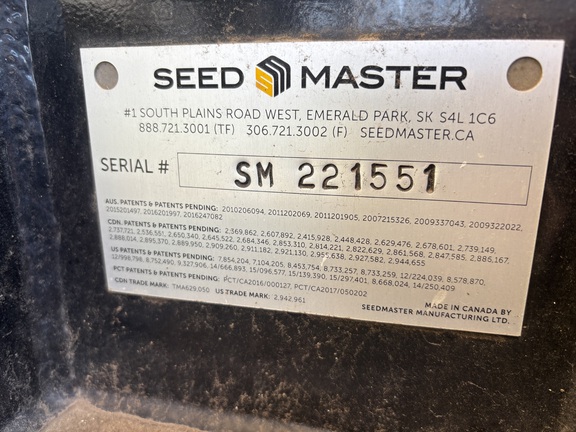 SEED MASTER
#1 SOUTH PLAINS ROAD WEST, EMERALD PARK, SK S4L 1C6
888.721.3001 (TF) 306.721.3002 (F) SEEDMASTER.CA
SERIAL # SM 221551
AUS. PATENTS & PATENTS PENDING: 2010206094, 2011202069, 2011201905, 2007215326, 2009337043, 2009322022,
2015201497, 2016201997, 2016247082
CDN. PATENTS & PATENTS PENDING: 2,369,862, 2,607,892, 2,415,928, 2,448,428, 2,629,476, 2,678,601, 2,739,149,
2,737,721, 2,536,551, 2,650,340, 2,645,522, 2,684,346, 2,853,310, 2,814,221, 2,822,629, 2,861,568, 2,847,585, 2,886,167,
2,888,014, 2,895,370, 2,889,950, 2,909,260, 2,911,182, 2,921,130, 2,955,638, 2,927,582, 2,944,655
US PATENTS & PATENTS PENDING: 7,854,204, 7,104,205, 8,453,754, 8,733,257, 8,733,259, 12/224,039, 8,578,870,
12/998,798, 8,752,490, 9,327,906, 14/666,893, 15/096,577, 15/139,390, 15/297,401, 8,668,024, 14/250,409
PCT PATENTS & PATENTS PENDING: PCT/CA2016/000127, PCT/CA2017/050202
CDN TRADE MARK: TMA629,050 US TRADE MARK: 2,942,961
MADE IN CANADA BY
SEEDMASTER MANUFACTURING LTD.